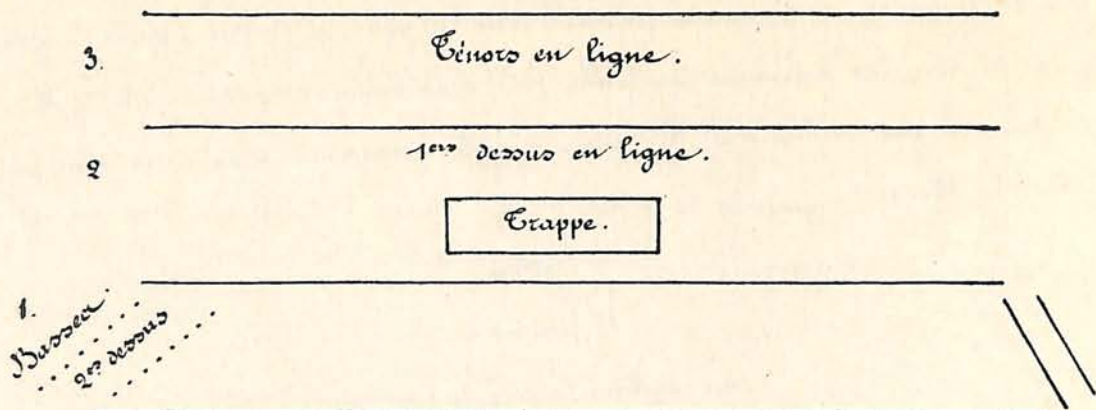 3. Ténors en ligne.
2 1ers dessus en ligne.
Trappe.
1.
Basses
2es dessus